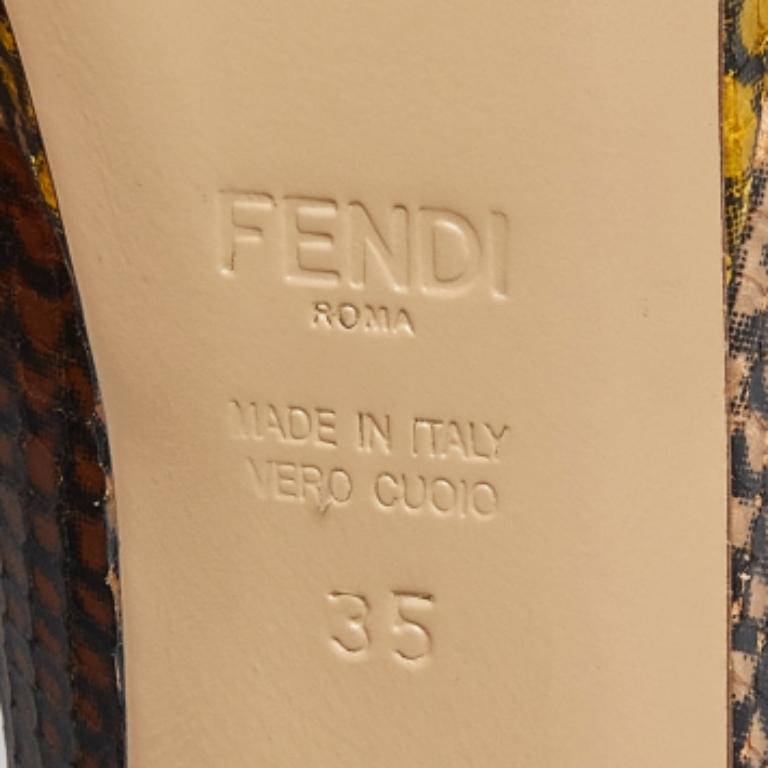 FENDI
ROMA
MADE IN ITALY
VERO CUOIO
35